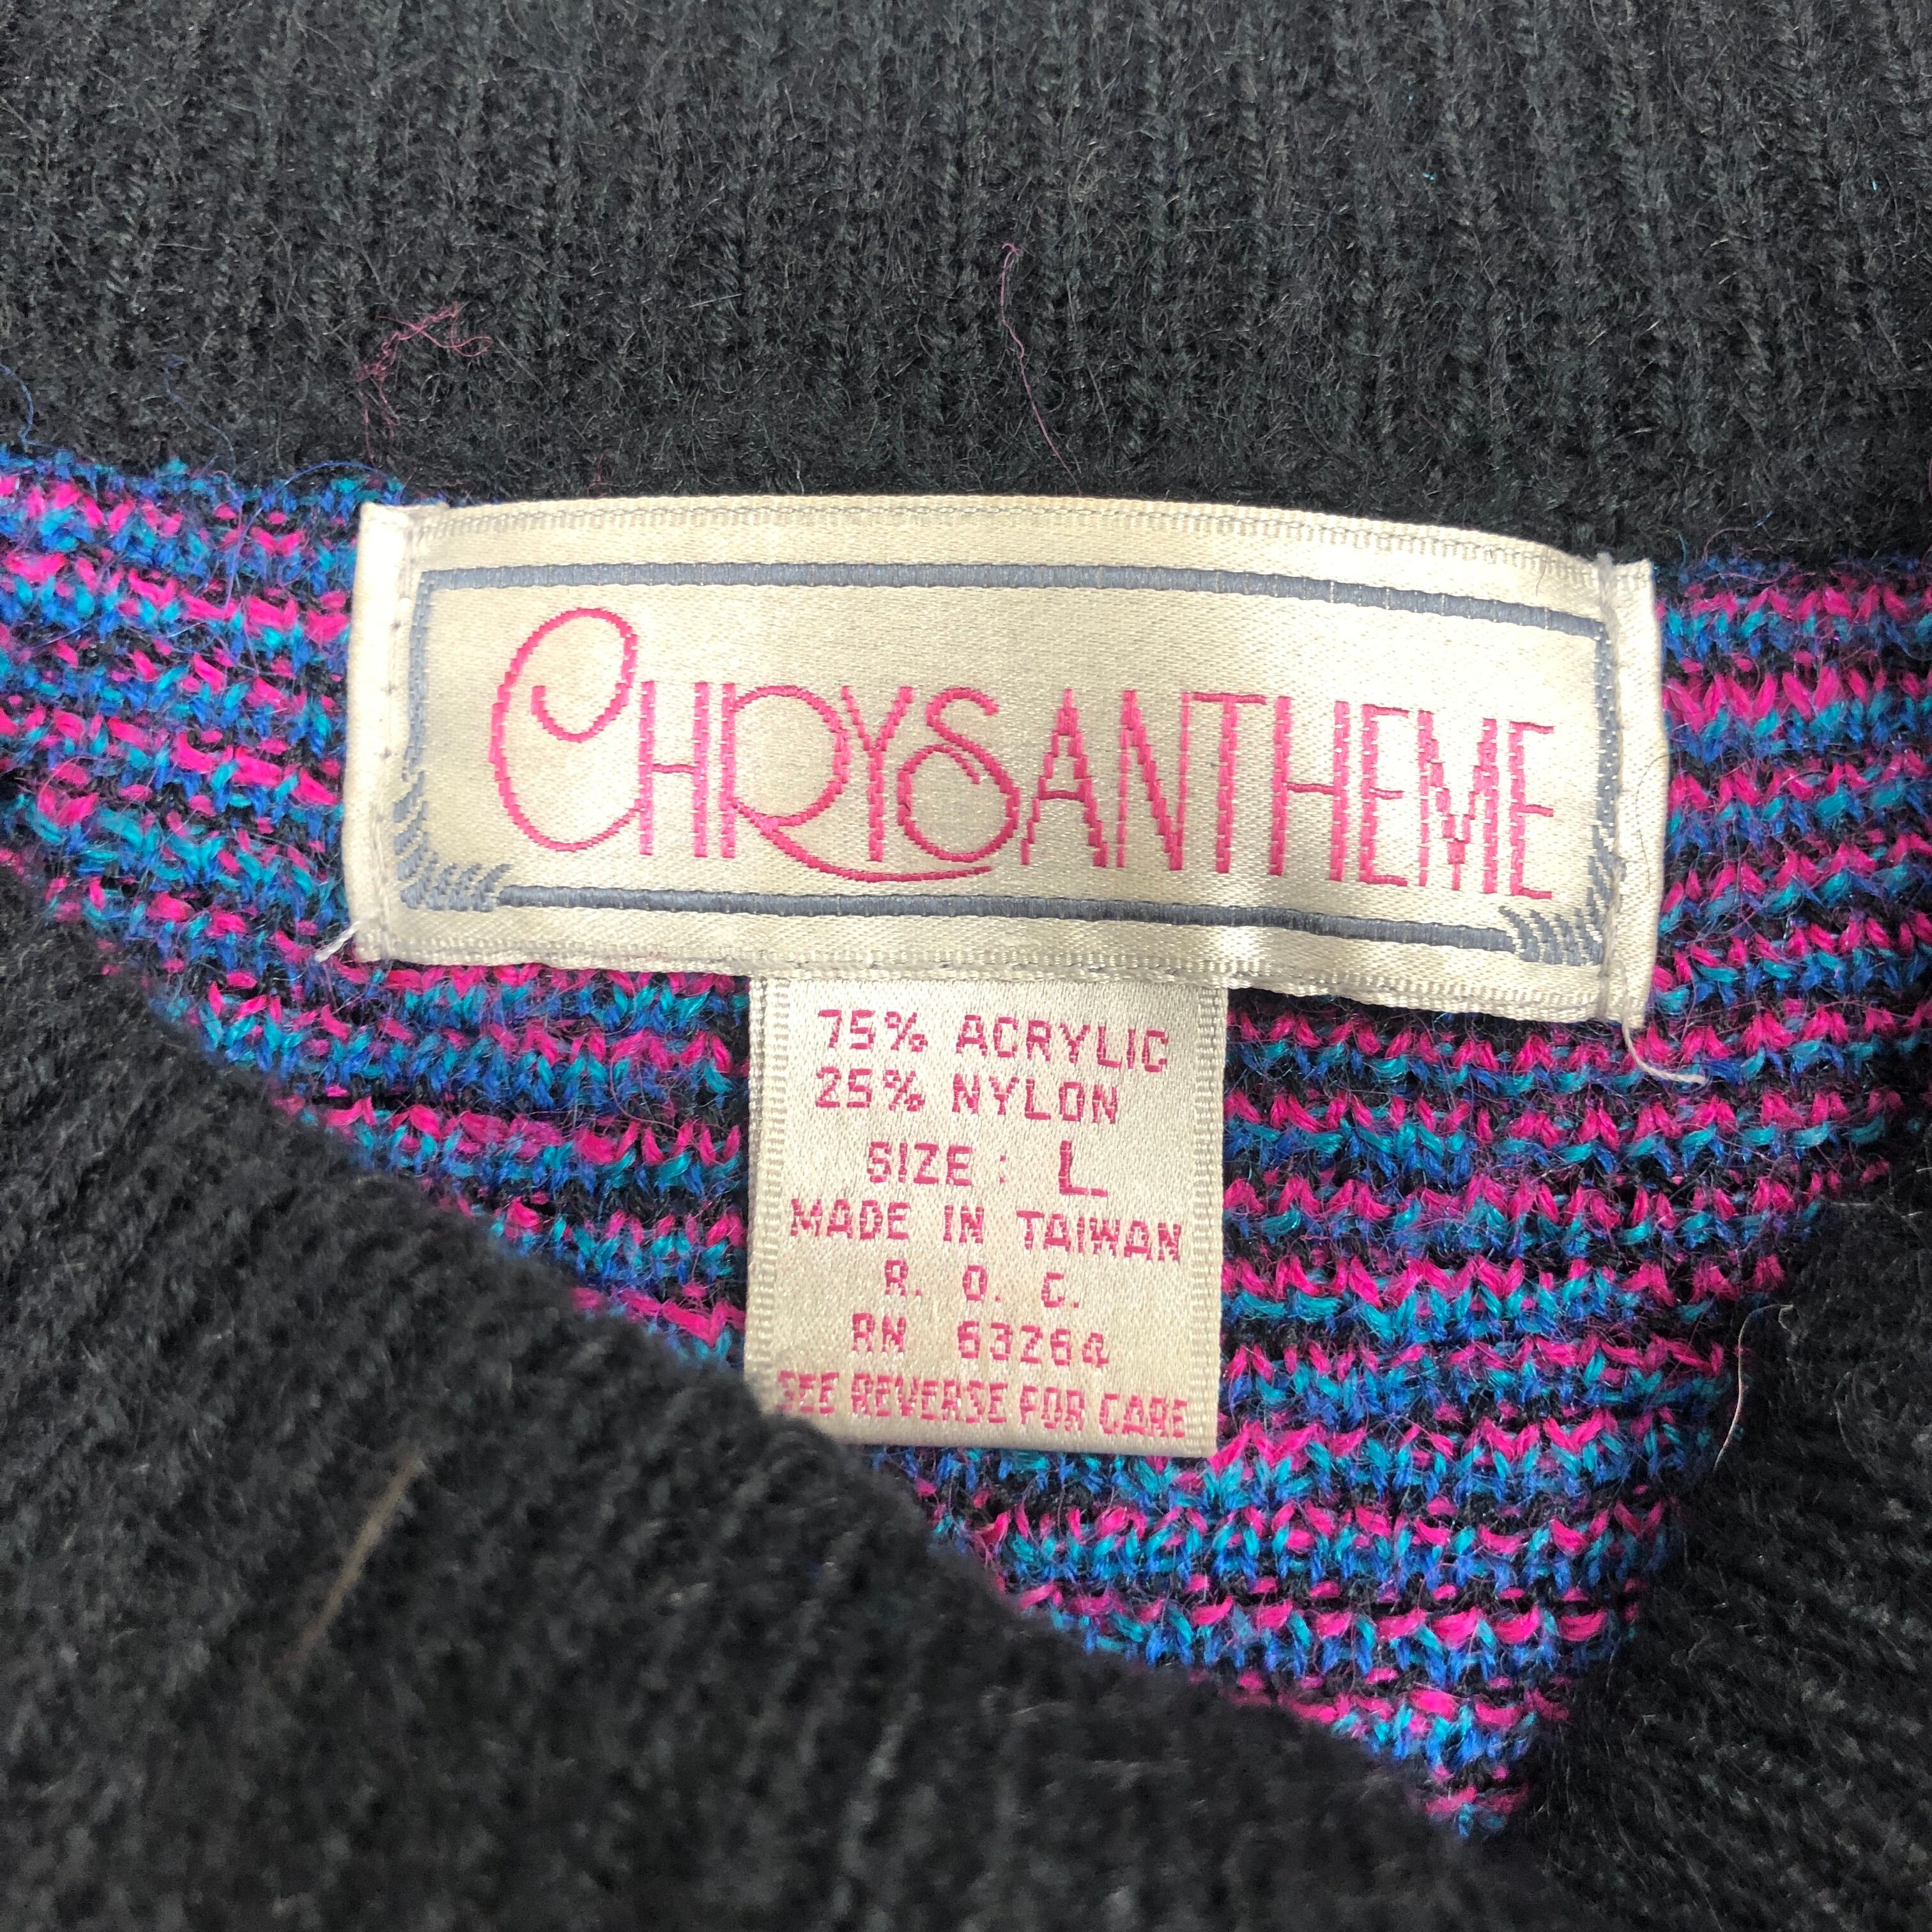 CHRYSANTHEME
75% ACRYLIC
25% NYLON
SIZE : L
MADE IN TAIWAN
R. O. C.
RN 63264
SEE REVERSE FOR CARE